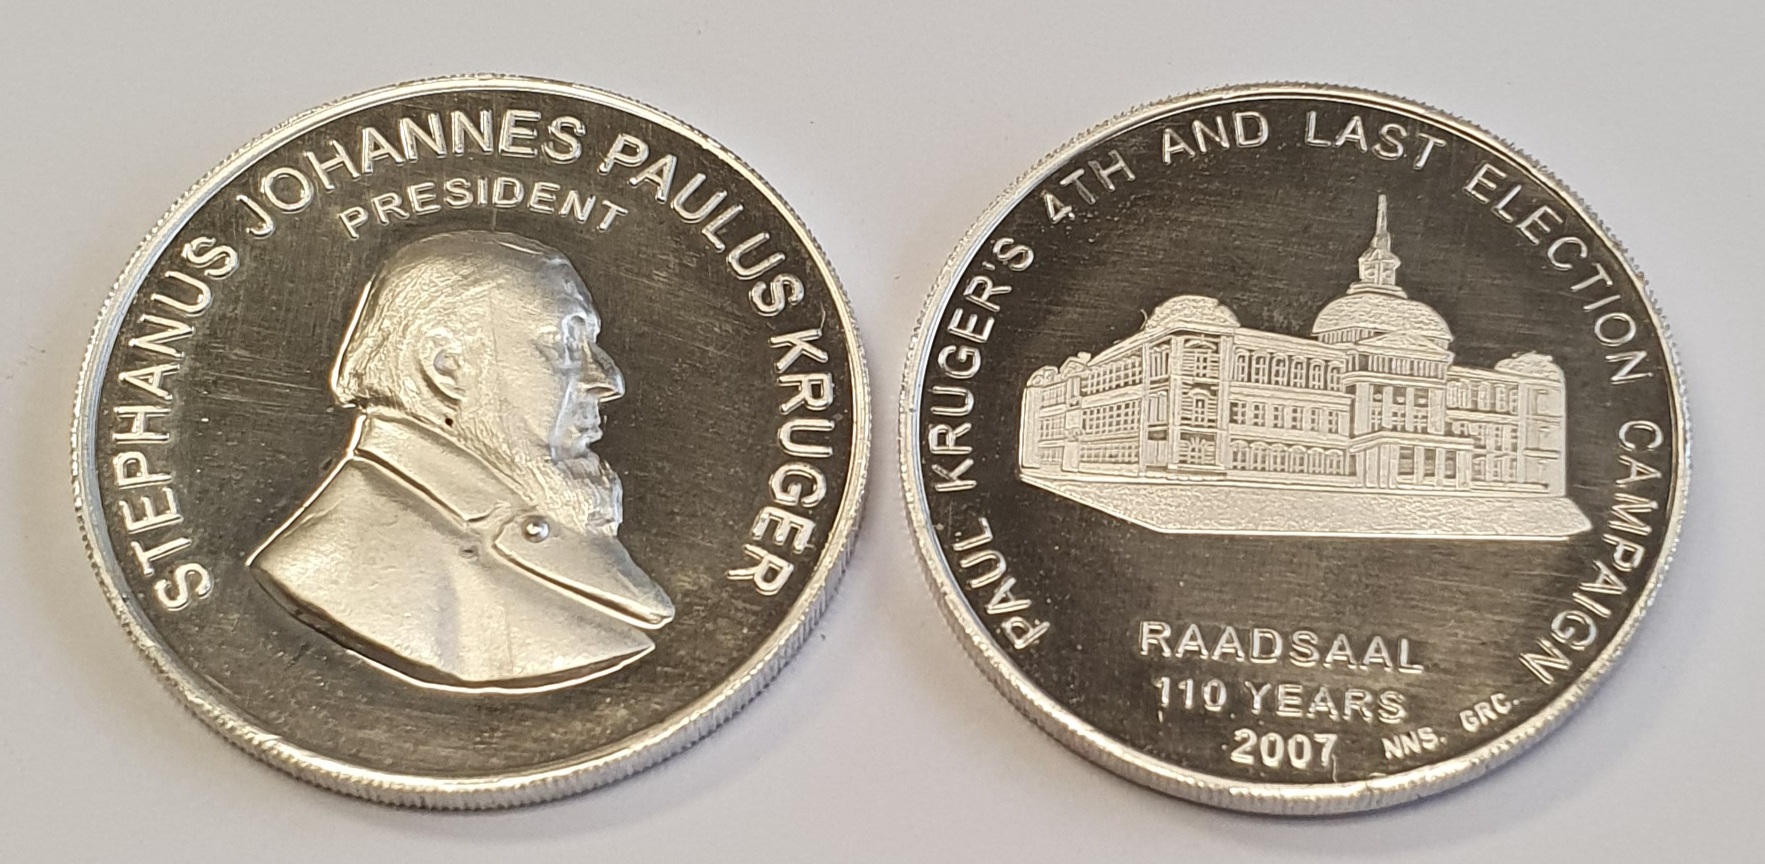 STEPHANUS JOHANNES PAULUS KRUGER
PRESIDENT
PAUL KRUGER'S 4TH AND LAST ELECTION CAMPAIGN
RAADSAAL
110 YEARS
2007
NNS. GRC.